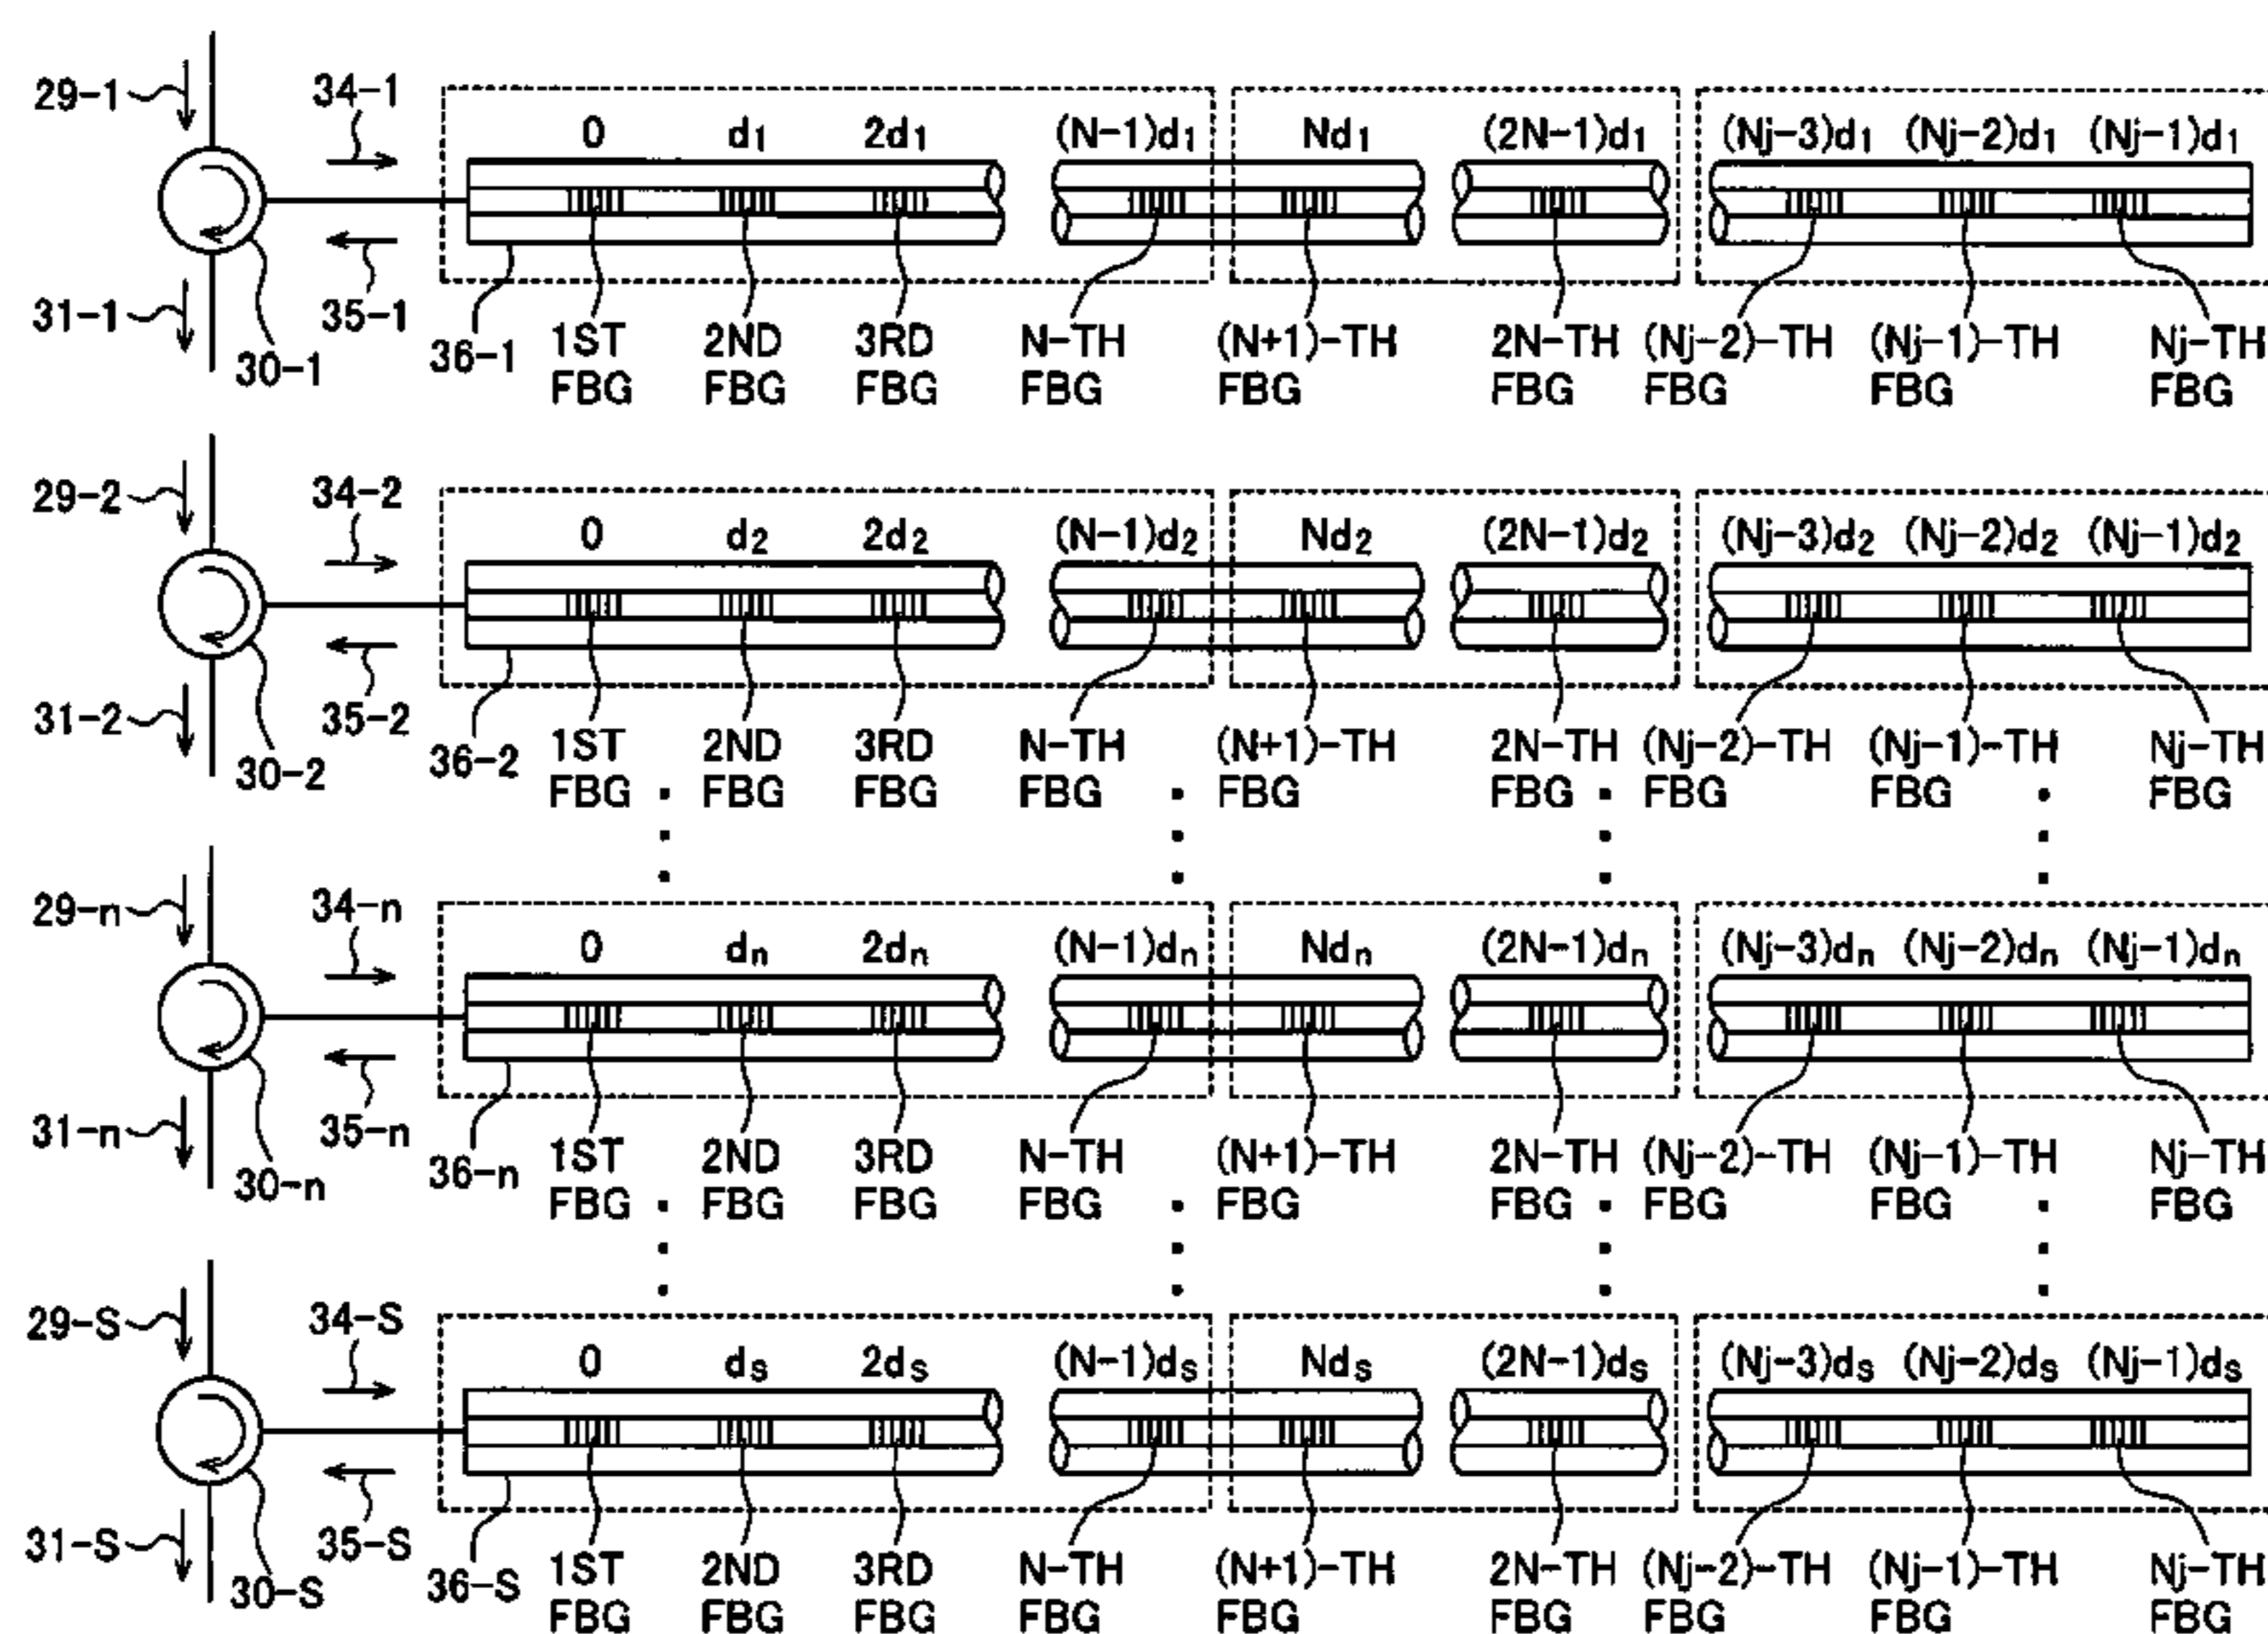 29-1 34-1
0 d1 2d1 (N-1)d1 Nd1 (2N-1)d1 (Nj-3)d1 (Nj-2)d1 (Nj-1)d1
31-1 30-1 35-1 36-1
1ST 2ND 3RD N-TH (N+1)-TH 2N-TH (Nj-2)-TH (Nj-1)-TH Nj-TH
FBG FBG FBG FBG FBG FBG FBG FBG FBG
29-2 34-2
0 d2 2d2 (N-1)d2 Nd2 (2N-1)d2 (Nj-3)d2 (Nj-2)d2 (Nj-1)d2
31-2 30-2 35-2 36-2
1ST 2ND 3RD N-TH (N+1)-TH 2N-TH (Nj-2)-TH (Nj-1)-TH Nj-TH
FBG FBG FBG FBG FBG FBG FBG FBG FBG
29-n 34-n
0 dn 2dn (N-1)dn Ndn (2N-1)dn (Nj-3)dn (Nj-2)dn (Nj-1)dn
31-n 30-n 35-n 36-n
1ST 2ND 3RD N-TH (N+1)-TH 2N-TH (Nj-2)-TH (Nj-1)-TH Nj-TH
FBG FBG FBG FBG FBG FBG FBG FBG FBG
29-S 34-S
0 dS 2dS (N-1)dS NdS (2N-1)dS (Nj-3)dS (Nj-2)dS (Nj-1)dS
31-S 30-S 35-S 36-S
1ST 2ND 3RD N-TH (N+1)-TH 2N-TH (Nj-2)-TH (Nj-1)-TH Nj-TH
FBG FBG FBG FBG FBG FBG FBG FBG FBG